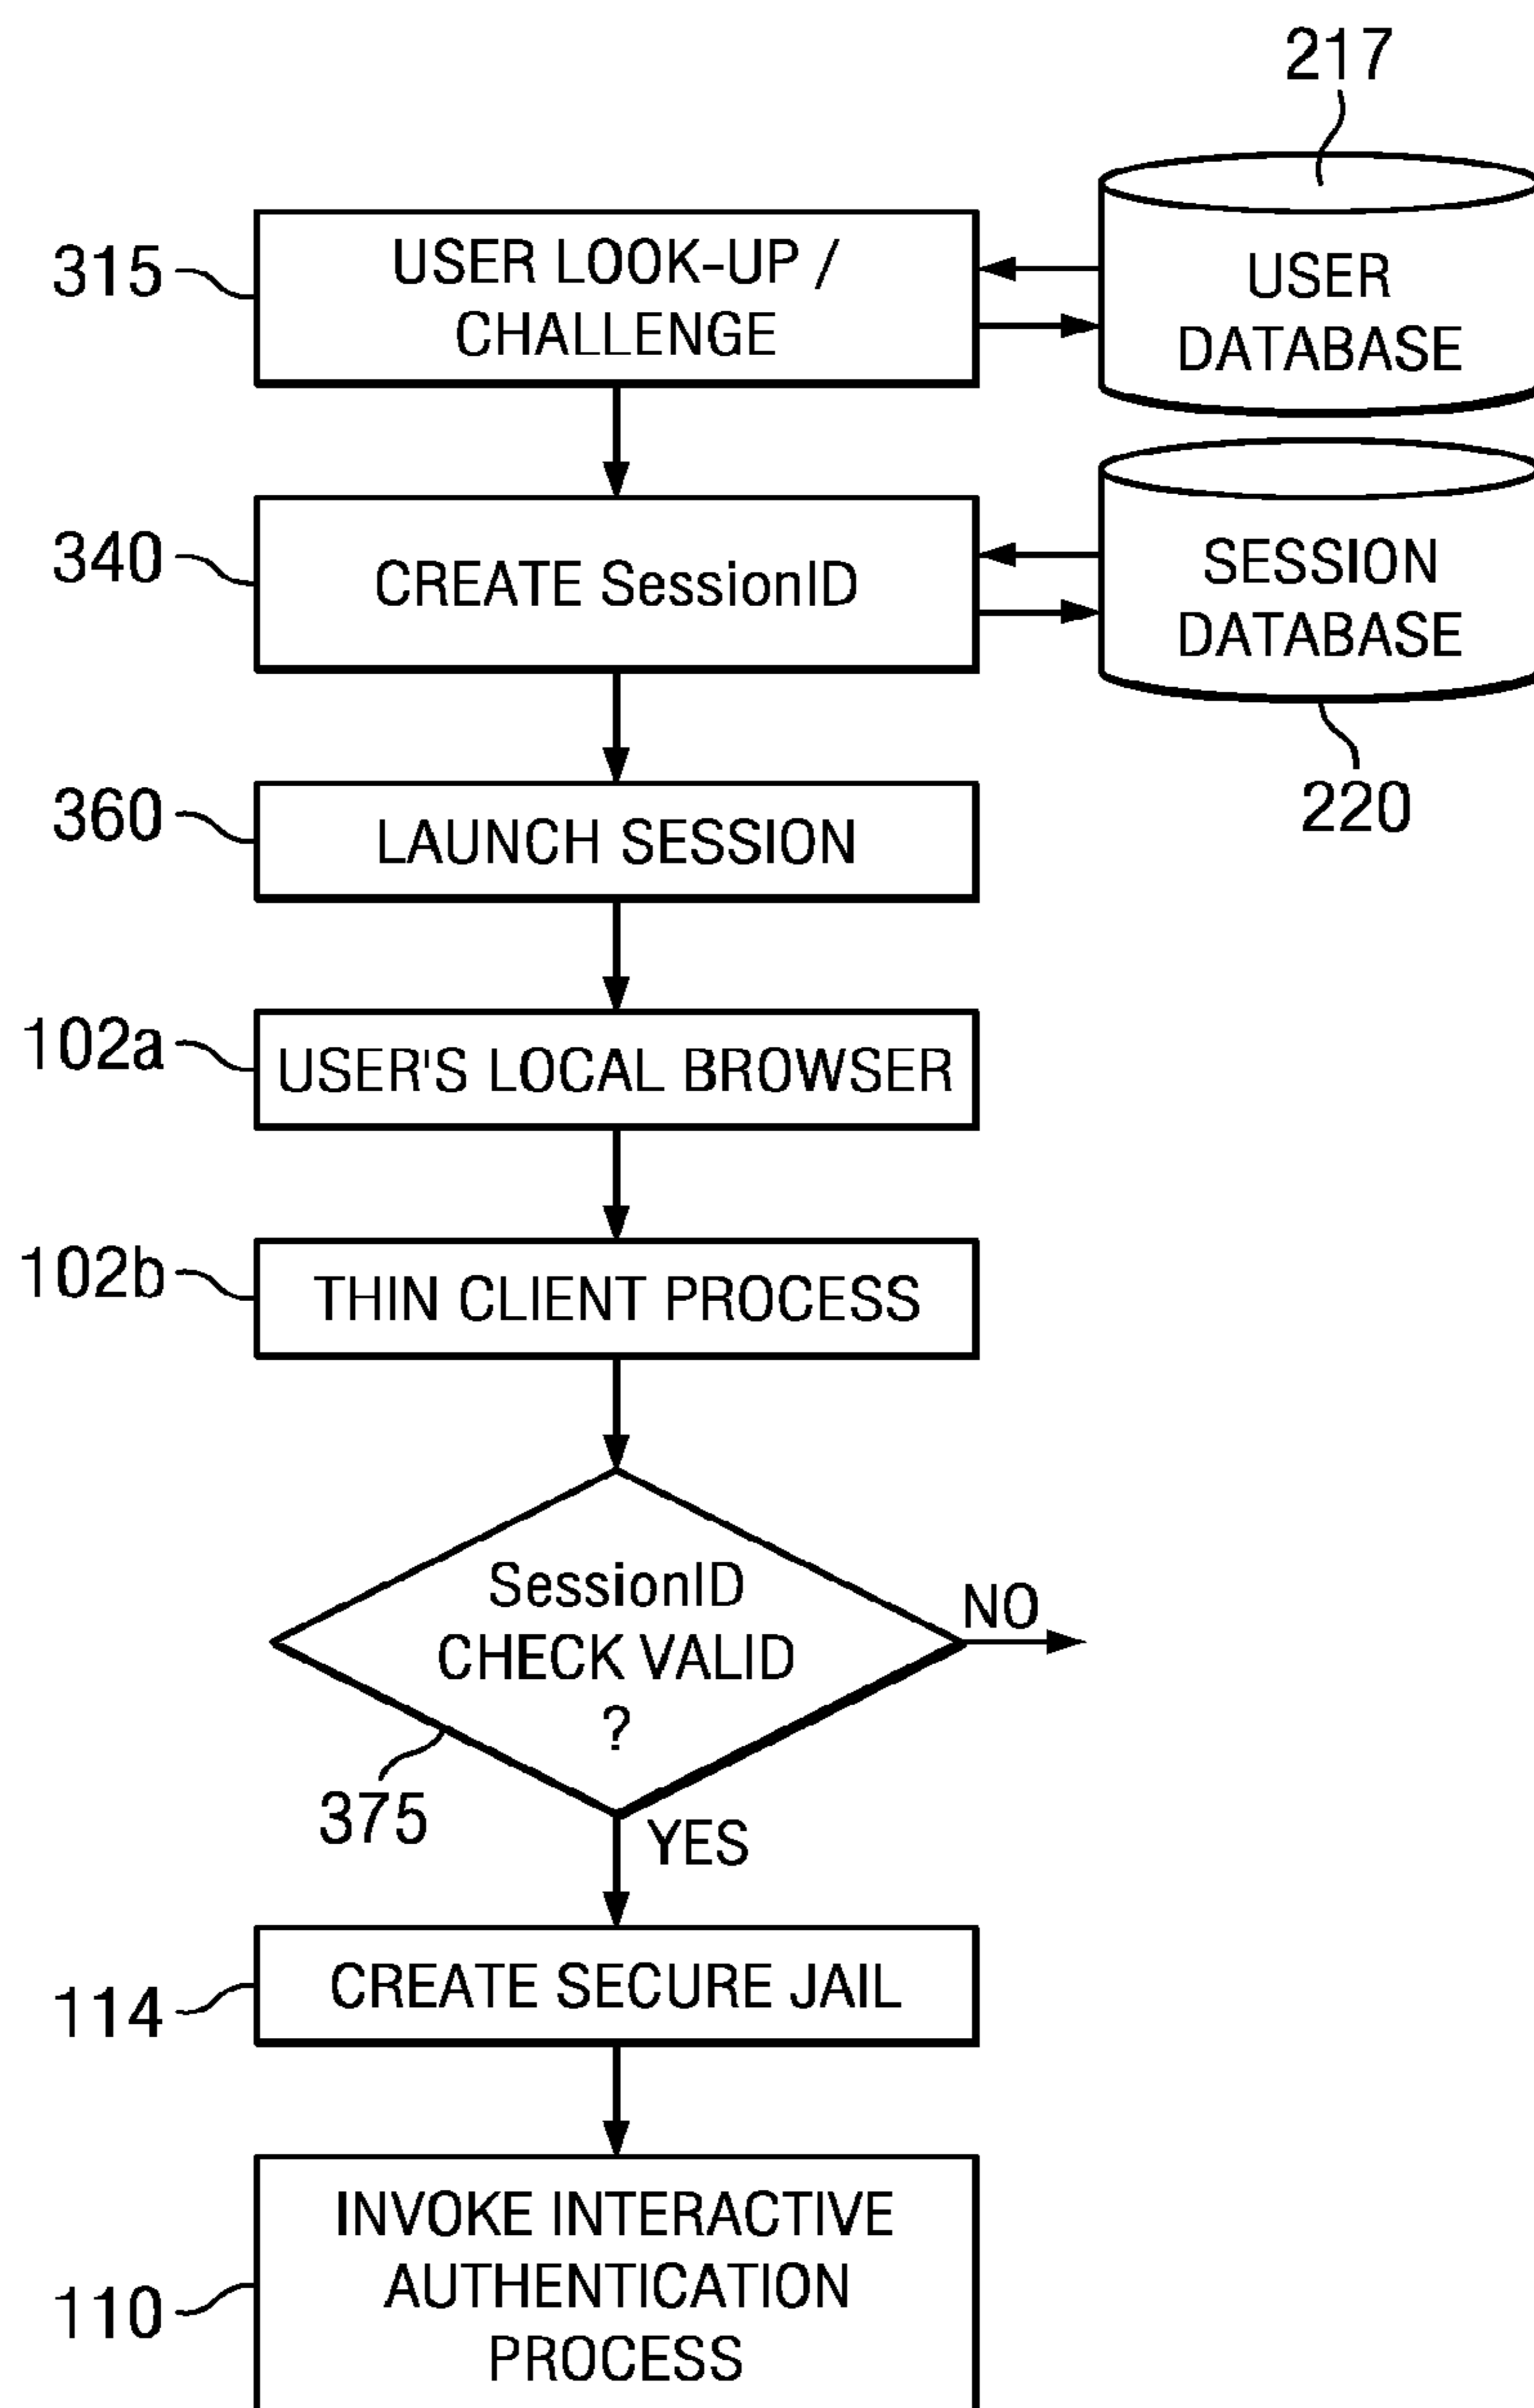 217
315
USER LOOK-UP /
CHALLENGE
USER
DATABASE
340
CREATE SessionID
SESSION
DATABASE
360
LAUNCH SESSION
220
102a
USER'S LOCAL BROWSER
102b
THIN CLIENT PROCESS
SessionID
CHECK VALID
?
NO
375
YES
114
CREATE SECURE JAIL
110
INVOKE INTERACTIVE
AUTHENTICATION
PROCESS